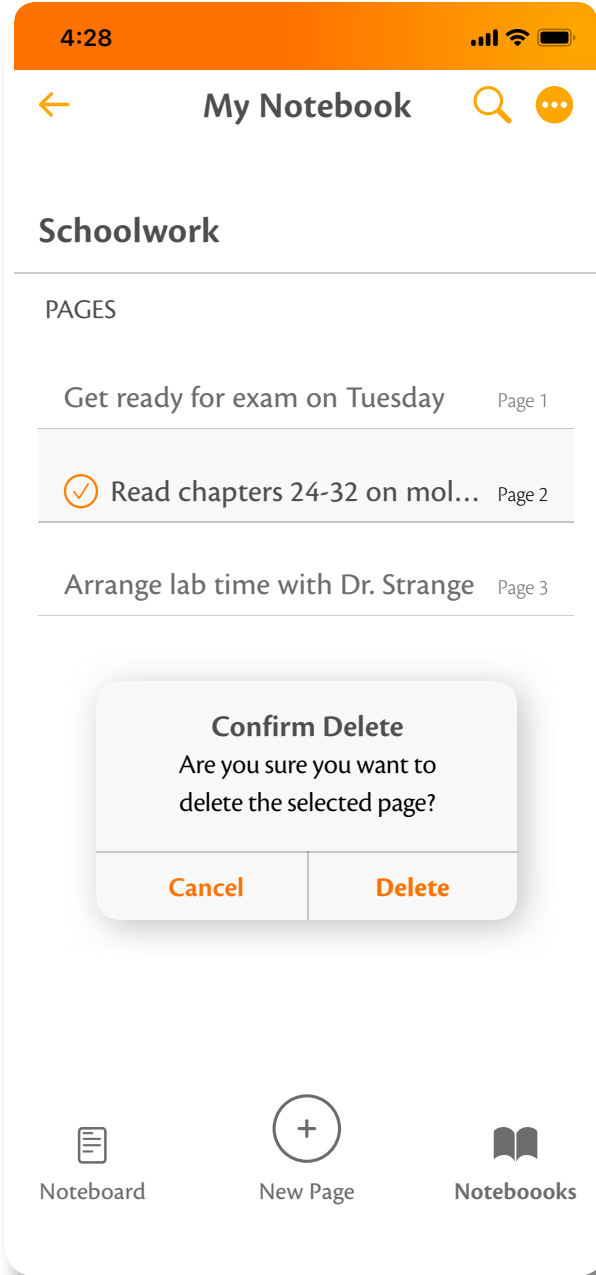 4:28
My Notebook
Schoolwork
PAGES
Get ready for exam on Tuesday Page 1
Read chapters 24-32 on mol... Page 2
Arrange lab time with Dr. Strange Page 3
Confirm Delete
Are you sure you want to
delete the selected page?
Cancel Delete
Noteboard New Page Noteboooks